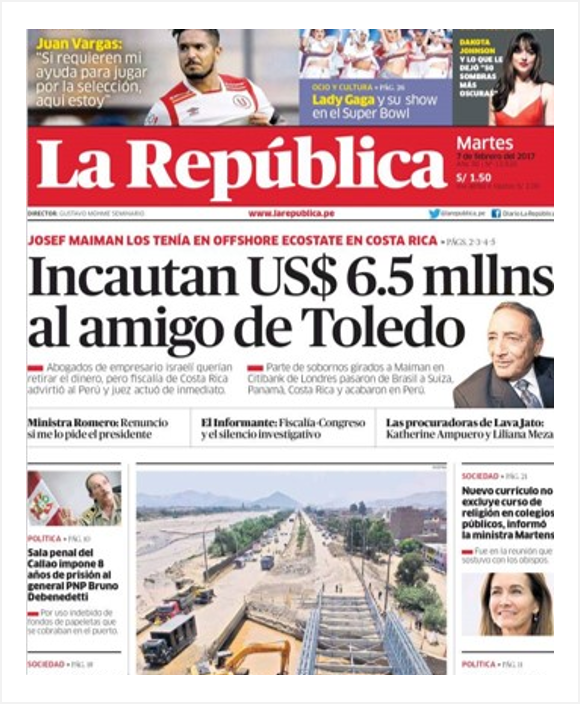 Juan Vargas:
"Si requieren mi
ayuda para jugar
por la selección,
aquí estoy"
OCIO Y CULTURA • PÁG. 26
Lady Gaga y su show
en el Super Bowl
DAKOTA
JOHNSON
Y LO QUE LE
DEJÓ "50
SOMBRAS
MÁS
OSCURAS"
La República
Martes
7 de febrero del 2017
S/ 1.50
DIRECTOR: GUSTAVO MOHME SEMINARIO
www.larepublica.pe
@larepublica_pe
Diario La República
JOSEF MAIMAN LOS TENÍA EN OFFSHORE ECOSTATE EN COSTA RICA • PÁGS. 2-3-4-5
Incautan US$ 6.5 mllns
al amigo de Toledo
Abogados de empresario israelí querían
retirar el dinero, pero fiscalía de Costa Rica
advirtió al Perú y juez actuó de inmediato.
Parte de sobornos girados a Maiman en
Citibank de Londres pasaron de Brasil a Suiza,
Panamá, Costa Rica y acabaron en Perú.
Ministra Romero: Renuncio
si me lo pide el presidente
El Informante: Fiscalía-Congreso
y el silencio investigativo
Las procuradoras de Lava Jato:
Katherine Ampuero y Liliana Meza
POLÍTICA • PÁG. 10
Sala penal del
Callao impone 8
años de prisión al
general PNP Bruno
Debenedetti
Por uso indebido de
fondos de papeletas que
se cobraban en el puerto.
SOCIEDAD • PÁG. 18
SOCIEDAD • PÁG. 21
Nuevo currículo no
excluye curso de
religión en colegios
públicos, informó
la ministra Martens
Fue en la reunión que
sostuvo con los obispos.
POLÍTICA • PÁG. 11